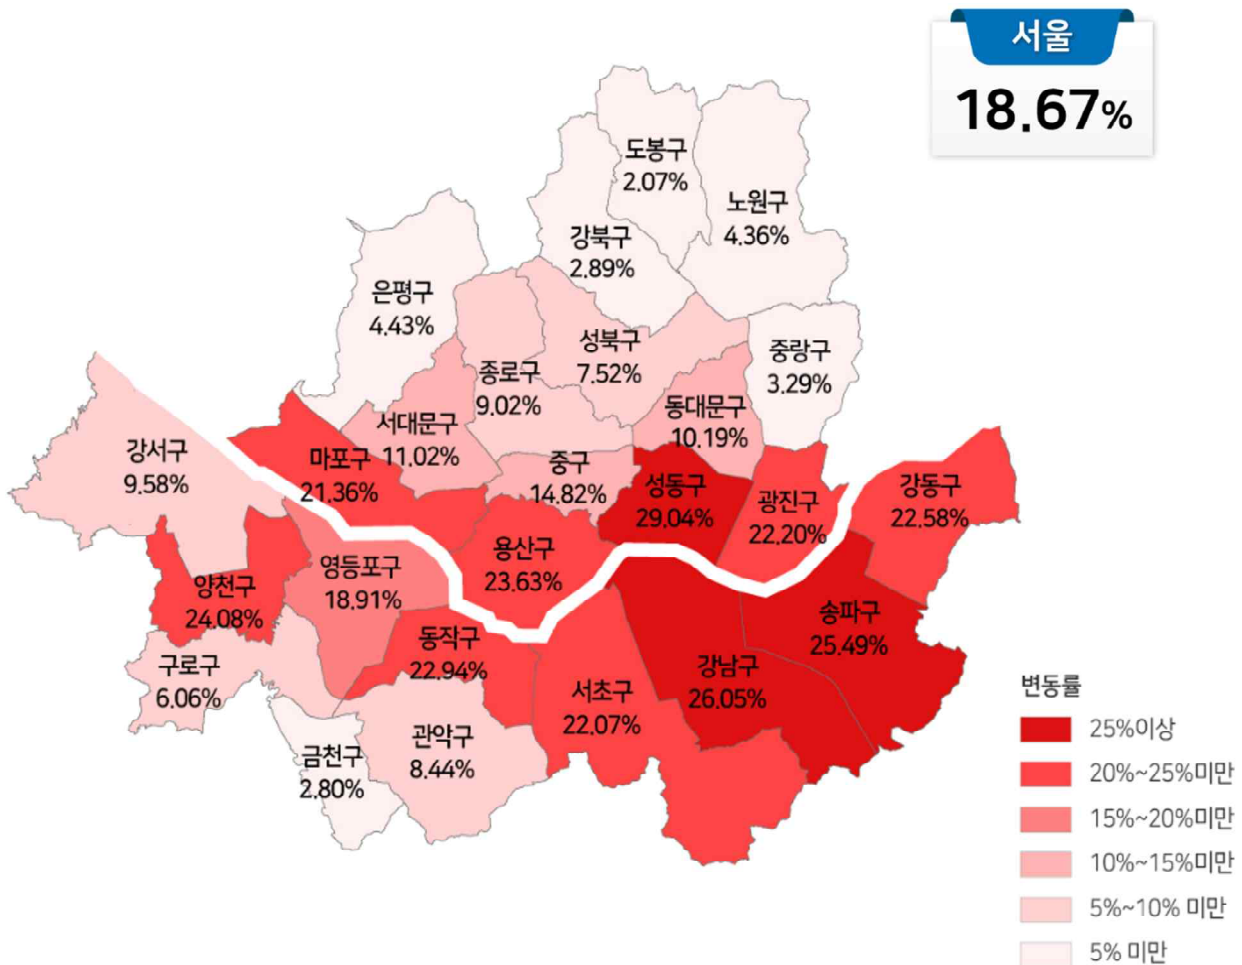 서울
18.67%
도봉구
2.07%
노원구
4.36%
강북구
2.89%
은평구
4.43%
성북구
7.52%
중랑구
3.29%
종로구
9.02%
동대문구
10.19%
서대문구
11.02%
강서구
9.58%
마포구
21.36%
중구
14.82%
성동구
29.04%
광진구
22.20%
강동구
22.58%
용산구
23.63%
영등포구
18.91%
양천구
24.08%
동작구
22.94%
송파구
25.49%
구로구
6.06%
강남구
26.05%
서초구
22.07%
관악구
8.44%
금천구
2.80%
변동률
25%이상
20%~25%미만
15%~20%미만
10%~15%미만
5%~10% 미만
5% 미만